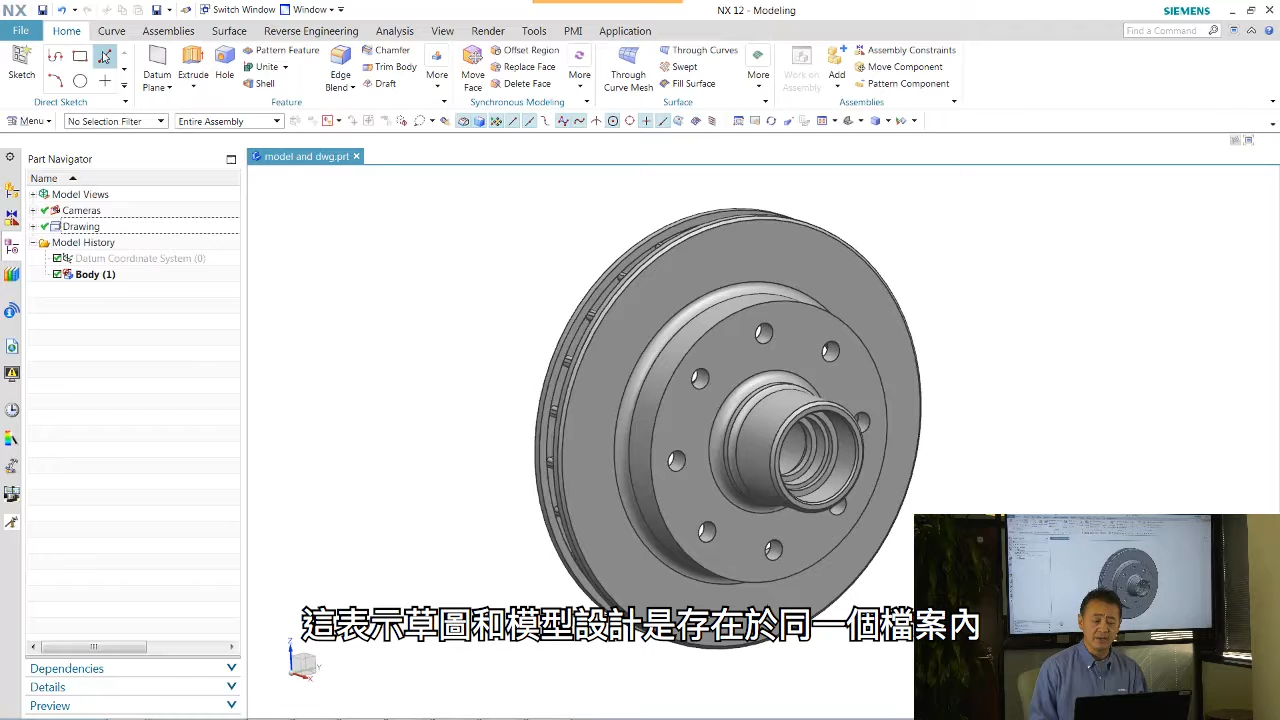 NX
Switch Window
Window
NX 12 - Modeling
SIEMENS
File
Home
Curve
Assemblies
Surface
Reverse Engineering
Analysis
View
Render
Tools
PMI
Application
Find a Command
Sketch
Direct Sketch
Datum
Plane
Extrude
Hole
Pattern Feature
Unite
Shell
Edge
Blend
Chamfer
Trim Body
Draft
More
Feature
Move
Face
Offset Region
Replace Face
Delete Face
More
Synchronous Modeling
Through
Curve Mesh
Through Curves
Swept
Fill Surface
More
Surface
Work on
Assembly
Add
Assembly Constraints
Move Component
Pattern Component
Assemblies
Menu
No Selection Filter
Entire Assembly
Part Navigator
model and dwg.prt
Name
Model Views
Cameras
Drawing
Model History
Datum Coordinate System (0)
Body (1)
Z
Y
X
這表示草圖和模型設計是存在於同一個檔案內
Dependencies
Details
Preview